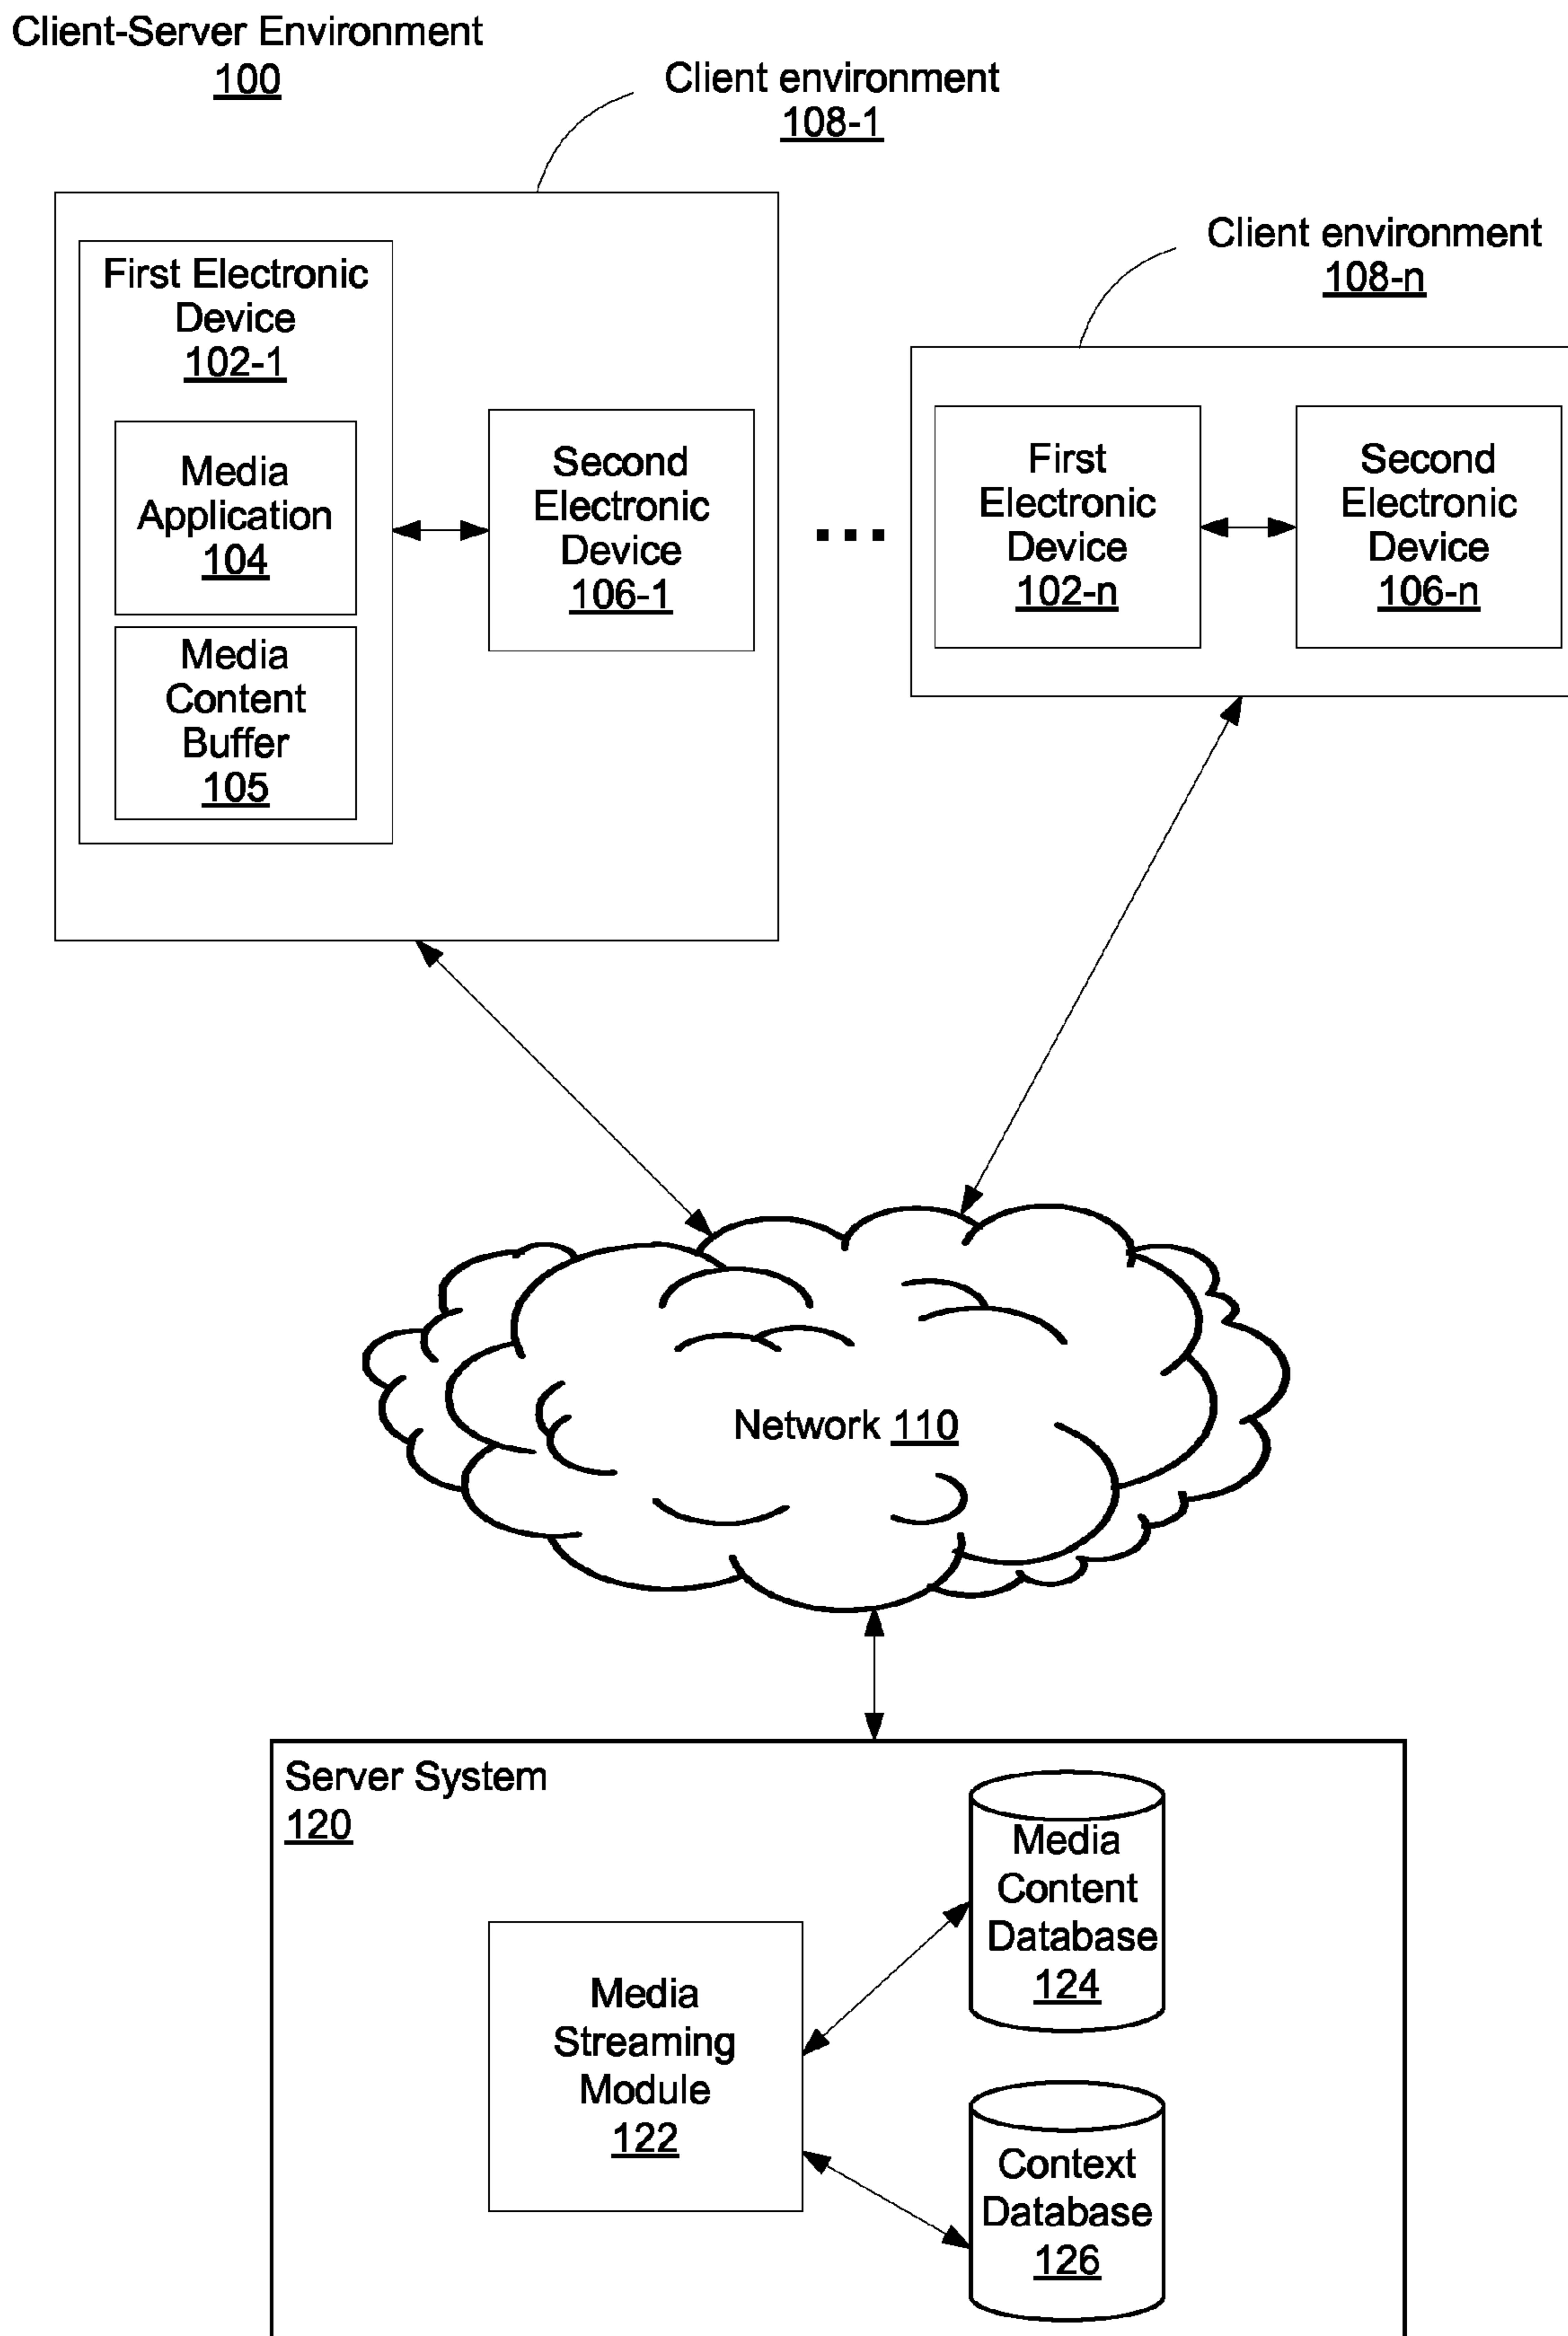 Client-Server Environment
100
Client environment
108-1
Client environment
108-n
First Electronic
Device
102-1
Media
Application
104
Media
Content
Buffer
105
Second
Electronic
Device
106-1
...
First
Electronic
Device
102-n
Second
Electronic
Device
106-n
Network 110
Server System
120
Media
Streaming
Module
122
Media
Content
Database
124
Context
Database
126